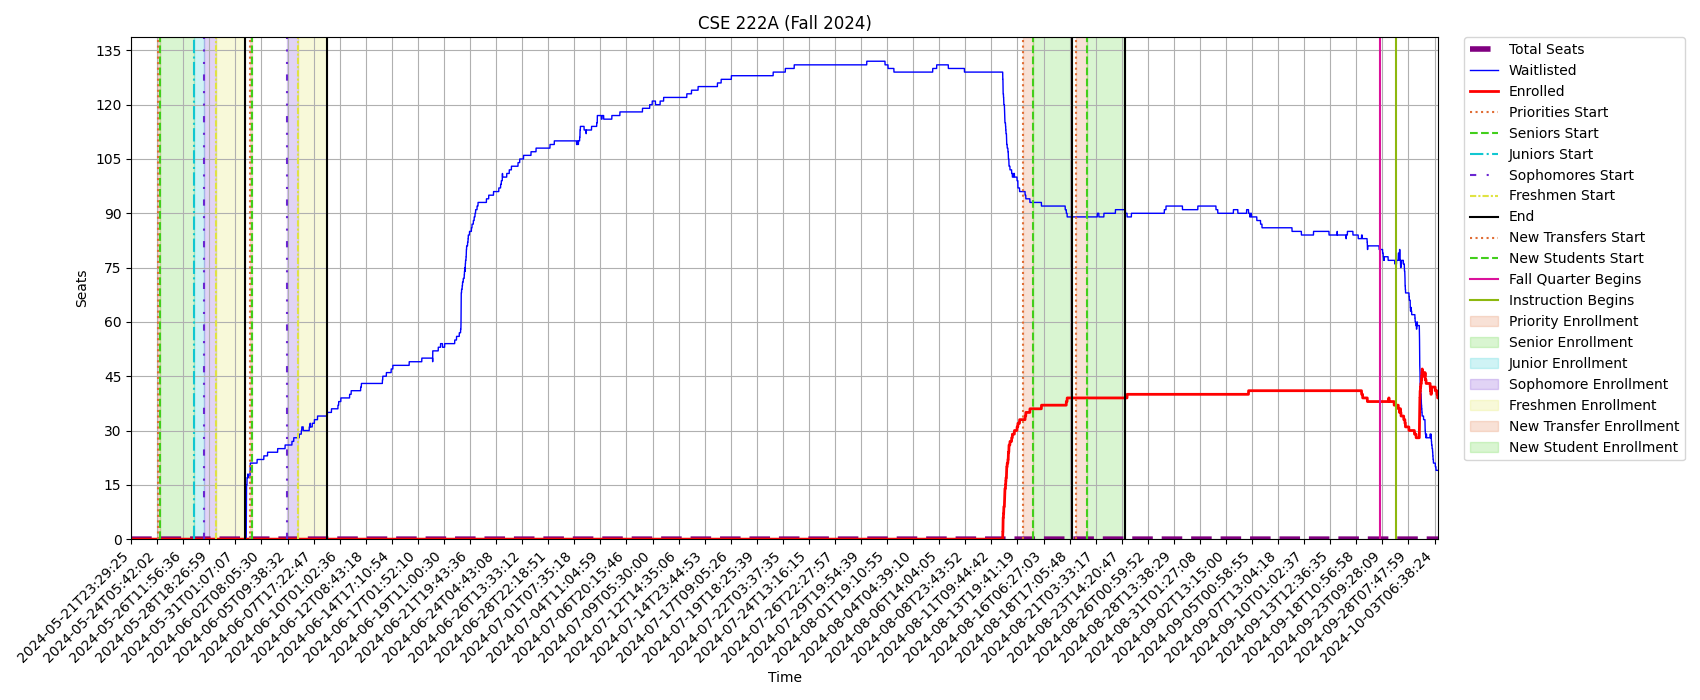 CSE 222A (Fall 2024)
Seats
135
120
105
90
75
60
45
30
15
0
2024-05-21T23:29:25
2024-05-24T05:42:02
2024-05-26T11:56:36
2024-05-28T18:26:59
2024-05-31T01:07:07
2024-06-02T08:05:30
2024-06-05T09:38:32
2024-06-07T17:22:47
2024-06-10T01:02:36
2024-06-12T08:43:18
2024-06-14T17:10:54
2024-06-17T01:52:10
2024-06-19T11:00:30
2024-06-21T19:43:36
2024-06-24T04:43:08
2024-06-26T13:33:12
2024-06-28T22:18:51
2024-07-01T07:35:18
2024-07-04T11:04:59
2024-07-06T20:15:46
2024-07-09T05:30:00
2024-07-12T14:35:06
2024-07-14T23:44:53
2024-07-17T09:05:26
2024-07-19T18:25:39
2024-07-22T03:37:35
2024-07-24T13:16:15
2024-07-26T22:27:57
2024-07-29T19:54:39
2024-08-01T19:10:55
2024-08-04T04:39:10
2024-08-06T14:04:05
2024-08-08T23:43:52
2024-08-11T09:44:42
2024-08-13T19:41:19
2024-08-16T06:27:03
2024-08-18T17:05:48
2024-08-21T03:33:17
2024-08-23T14:20:47
2024-08-26T00:59:52
2024-08-28T13:38:29
2024-08-31T01:27:08
2024-09-02T13:15:00
2024-09-05T00:58:55
2024-09-07T13:04:18
2024-09-10T01:02:37
2024-09-13T12:36:35
2024-09-18T10:56:58
2024-09-23T09:28:09
2024-09-28T07:47:59
2024-10-03T06:38:24
Time
Total Seats
Waitlisted
Enrolled
Priorities Start
Seniors Start
Juniors Start
Sophomores Start
Freshmen Start
End
New Transfers Start
New Students Start
Fall Quarter Begins
Instruction Begins
Priority Enrollment
Senior Enrollment
Junior Enrollment
Sophomore Enrollment
Freshmen Enrollment
New Transfer Enrollment
New Student Enrollment